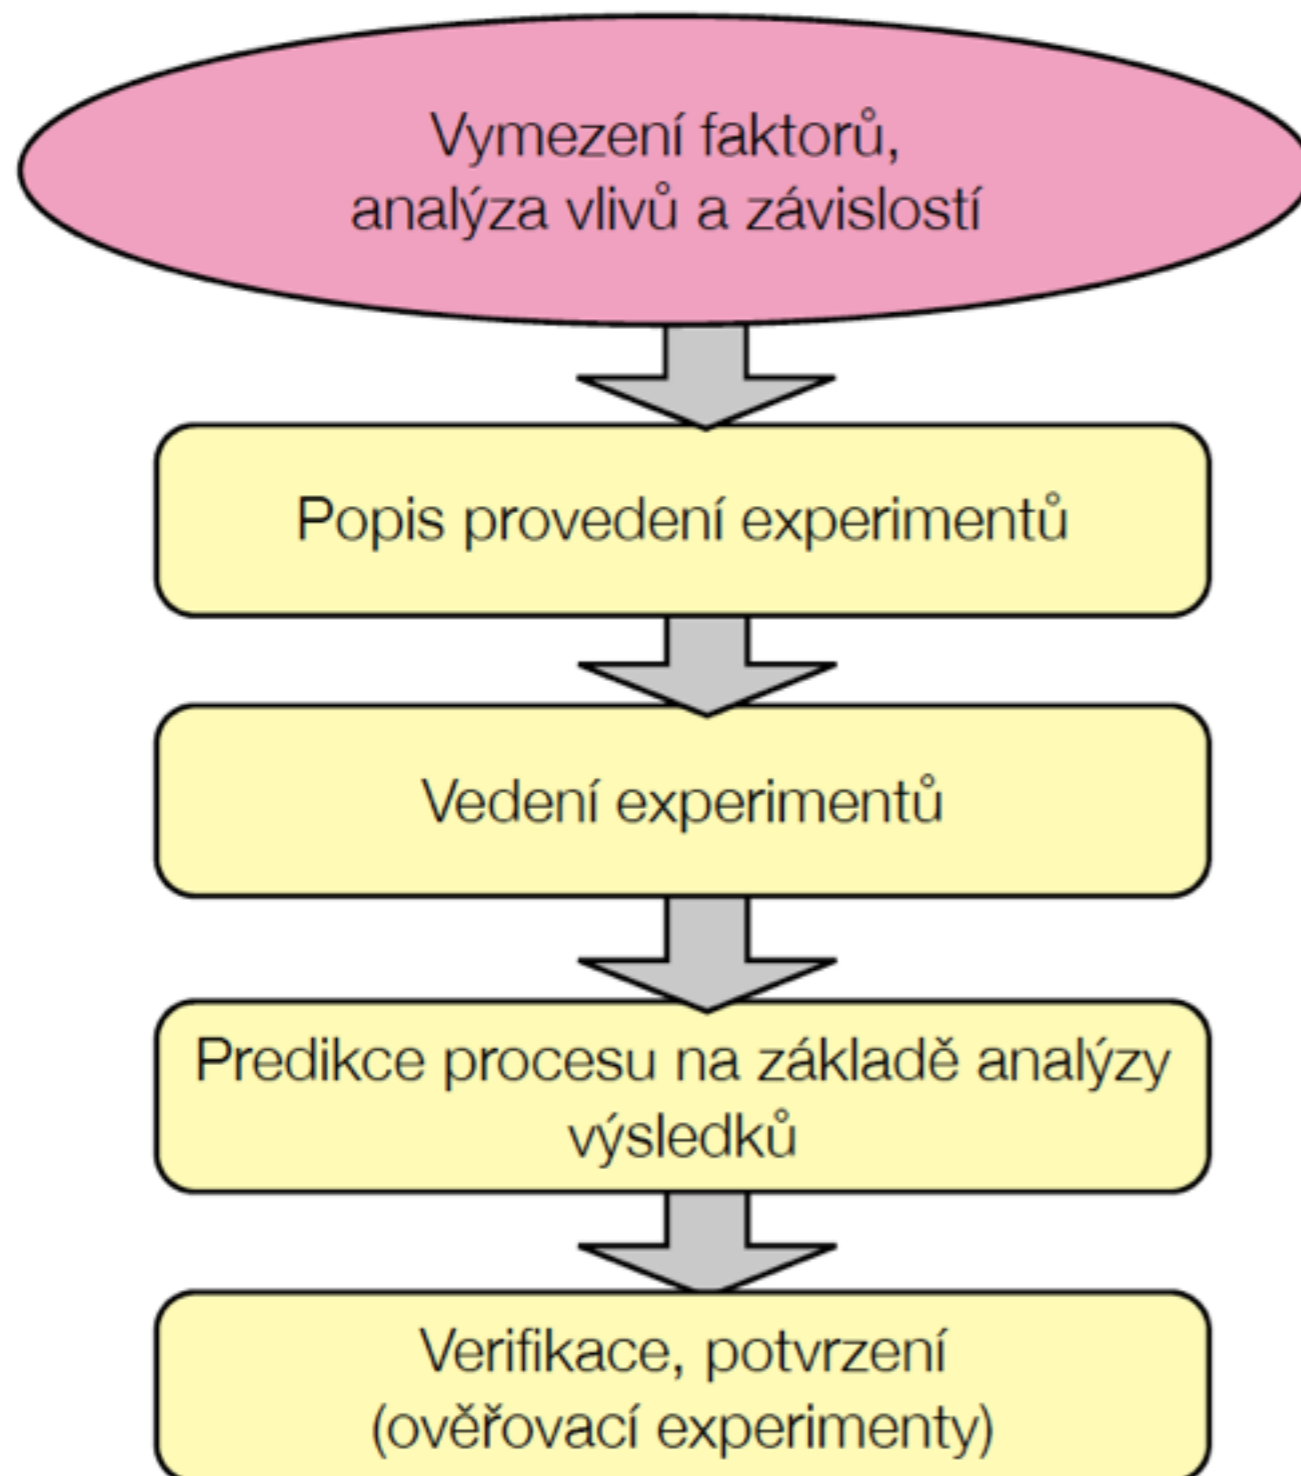 Vymezení faktorů,
analýza vlivů a závislostí
Popis provedení experimentů
Vedení experimentů
Predikce procesu na základě analýzy
výsledků
Verifikace, potvrzení
(ověřovací experimenty)